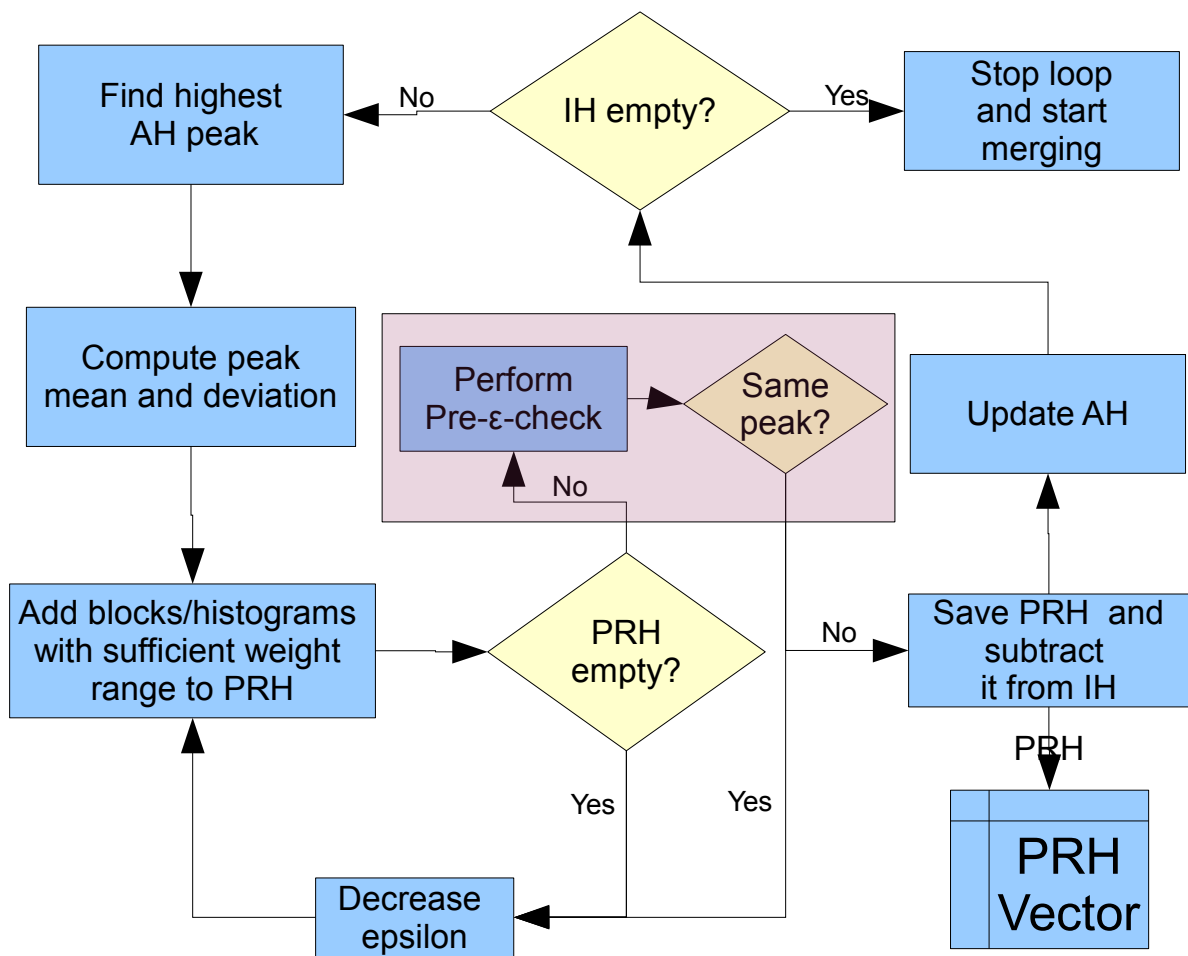 Find highest
AH peak
No
IH empty?
Yes
Stop loop
and start
merging
Compute peak
mean and deviation
Perform
Pre-ε-check
Same
peak?
Update AH
No
Add blocks/histograms
with sufficient weight
range to PRH
PRH
empty?
No
Save PRH and
subtract
it from IH
PRH
Yes
Yes
PRH
Vector
Decrease
epsilon